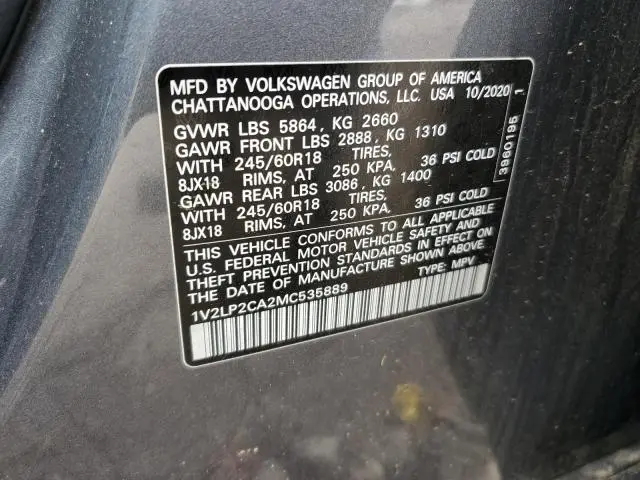 MFD BY VOLKSWAGEN GROUP OF AMERICA
CHATTANOOGA OPERATIONS, LLC. USA 10/2020
GVWR LBS 5864, KG 2660
GAWR FRONT LBS 2888, KG 1310
WITH 245/60R18 TIRES,
8JX18 RIMS, AT 250 KPA, 36 PSI COLD
GAWR REAR LBS 3086, KG 1400
WITH 245/60R18 TIRES,
8JX18 RIMS, AT 250 KPA, 36 PSI COLD
THIS VEHICLE CONFORMS TO ALL APPLICABLE
U.S. FEDERAL MOTOR VEHICLE SAFETY AND
THEFT PREVENTION STANDARDS IN EFFECT ON
THE DATE OF MANUFACTURE SHOWN ABOVE.
1V2LP2CA2MC535889 TYPE: MPV
3960195 1